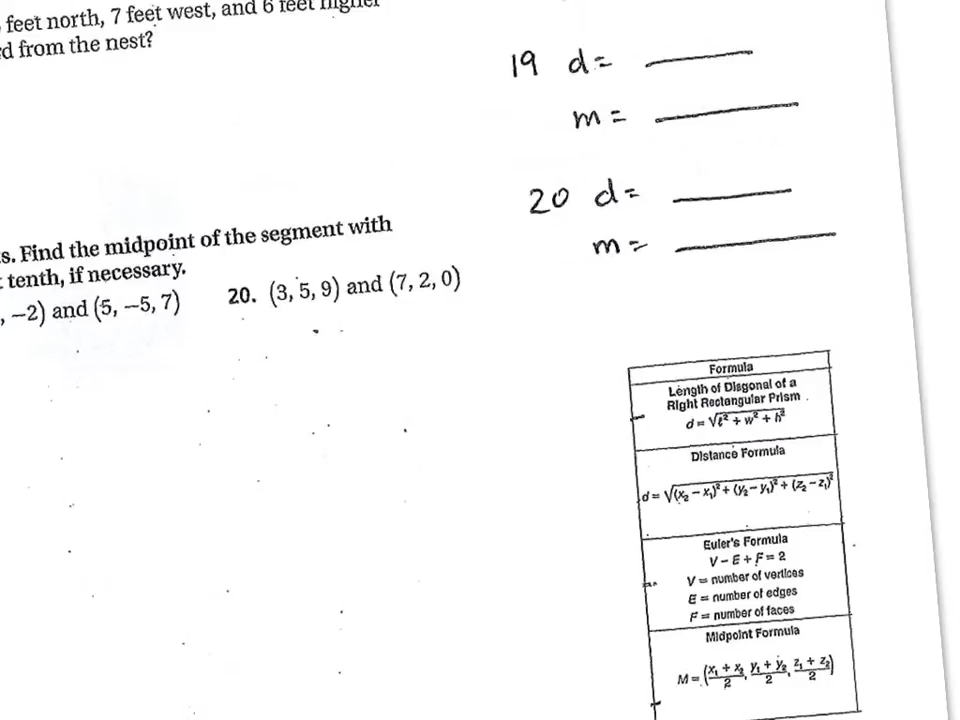 feet north, 7 feet west, and 6 feet higher
d from the nest?
19 d=
m =
20 d=
m =
s. Find the midpoint of the segment with
tenth, if necessary.
, −2) and (5, −5, 7)
20. (3, 5, 9) and (7, 2, 0)
Formula
Length of Diagonal of a
Right Rectangular Prism
d = √ℓ² + w² + h²
Distance Formula
d = √(x₂ − x₁)² + (y₂ − y₁)² + (z₂ − z₁)²
Euler's Formula
V − E + F = 2
V = number of vertices
E = number of edges
F = number of faces
Midpoint Formula
M = (x₁ + x₂/2, y₁ + y₂/2, z₁ + z₂/2)